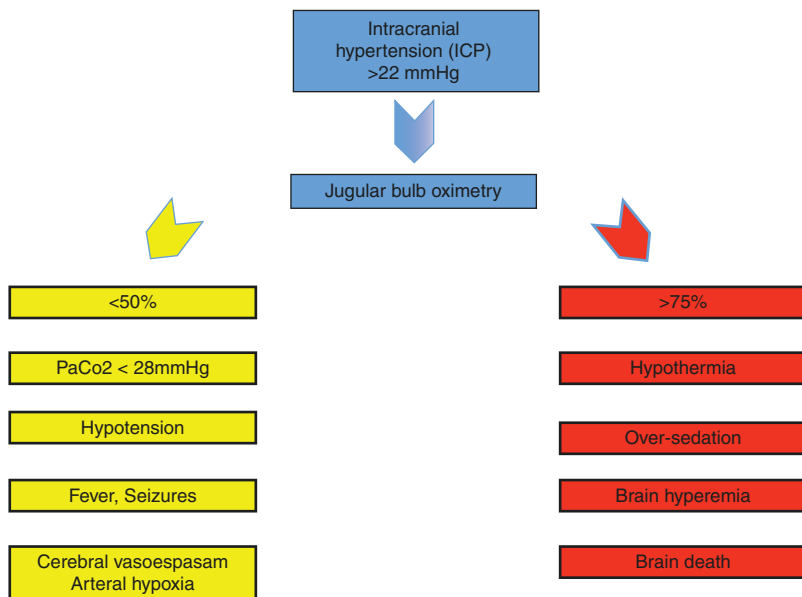 Intracranial
hypertension (ICP)
>22 mmHg
Jugular bulb oximetry
<50%
PaCo2 < 28mmHg
Hypotension
Fever, Seizures
Cerebral vasoespasam
Arteral hypoxia
>75%
Hypothermia
Over-sedation
Brain hyperemia
Brain death